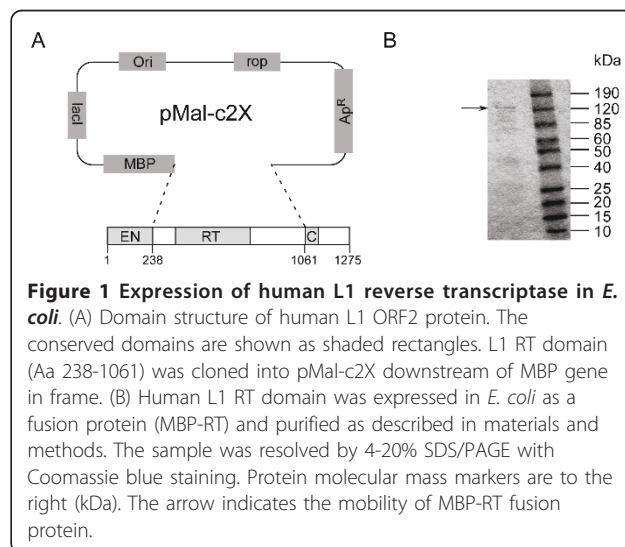 A
Ori
rop
lacI
pMal-c2X
Ap^R
MBP
EN
RT
C
1
238
1061
1275
B
kDa
190
120
85
60
50
40
25
20
15
10
Figure 1 Expression of human L1 reverse transcriptase in E.
coli. (A) Domain structure of human L1 ORF2 protein. The
conserved domains are shown as shaded rectangles. L1 RT domain
(Aa 238-1061) was cloned into pMal-c2X downstream of MBP gene
in frame. (B) Human L1 RT domain was expressed in E. coli as a
fusion protein (MBP-RT) and purified as described in materials and
methods. The sample was resolved by 4-20% SDS/PAGE with
Coomassie blue staining. Protein molecular mass markers are to the
right (kDa). The arrow indicates the mobility of MBP-RT fusion
protein.